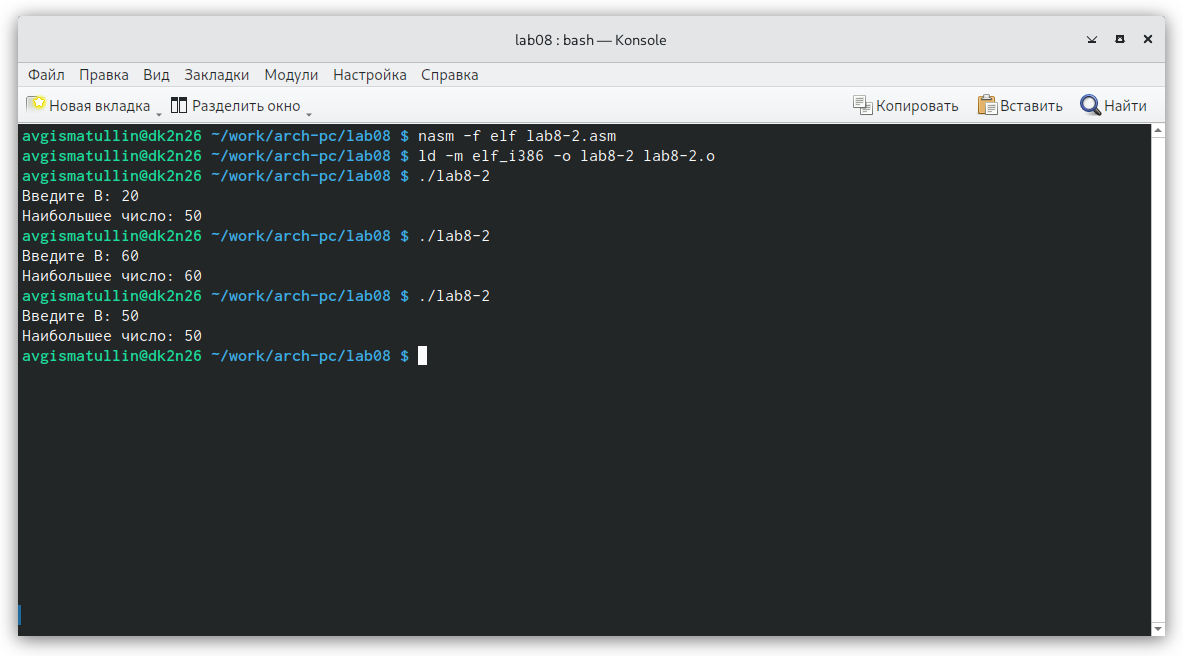 lab08 : bash — Konsole
Файл Правка Вид Закладки Модули Настройка Справка
Новая вкладка Разделить окно Копировать Вставить Найти
avgismatullin@dk2n26 ~/work/arch-pc/lab08 $ nasm -f elf lab8-2.asm
avgismatullin@dk2n26 ~/work/arch-pc/lab08 $ ld -m elf_i386 -o lab8-2 lab8-2.o
avgismatullin@dk2n26 ~/work/arch-pc/lab08 $ ./lab8-2
Введите B: 20
Наибольшее число: 50
avgismatullin@dk2n26 ~/work/arch-pc/lab08 $ ./lab8-2
Введите B: 60
Наибольшее число: 60
avgismatullin@dk2n26 ~/work/arch-pc/lab08 $ ./lab8-2
Введите B: 50
Наибольшее число: 50
avgismatullin@dk2n26 ~/work/arch-pc/lab08 $